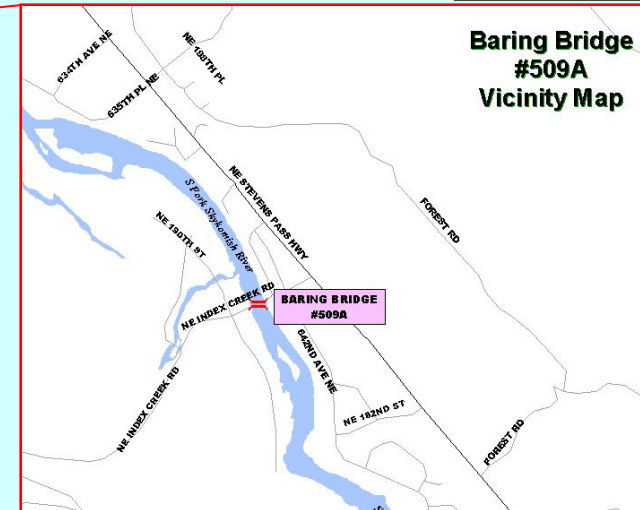 Baring Bridge
#509A
Vicinity Map
634TH AVE NE
NE 198TH PL
635TH PL NE
S Fork Skykomish River
NE STEVENS PASS HWY
FOREST RD
NE 190TH ST
NE INDEX CREEK RD
BARING BRIDGE
#509A
642ND AVE NE
NE INDEX CREEK RD
NE 182ND ST
FOREST RD